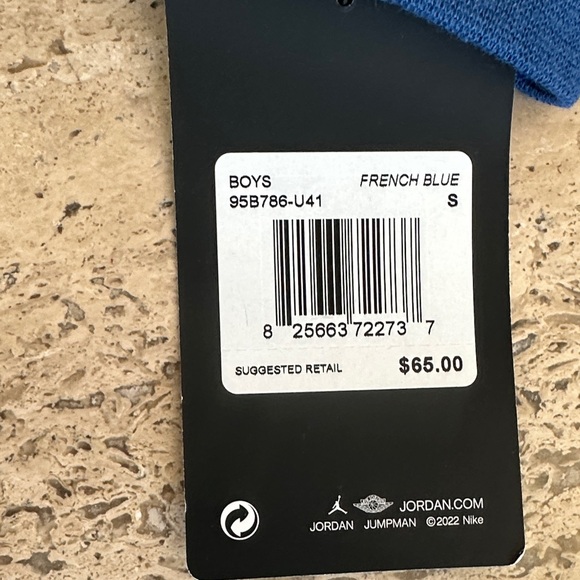 BOYS FRENCH BLUE
95B786-U41 S
8 25663 72273 7
SUGGESTED RETAIL $65.00
JORDAN.COM
JORDAN JUMPMAN ©2022 Nike